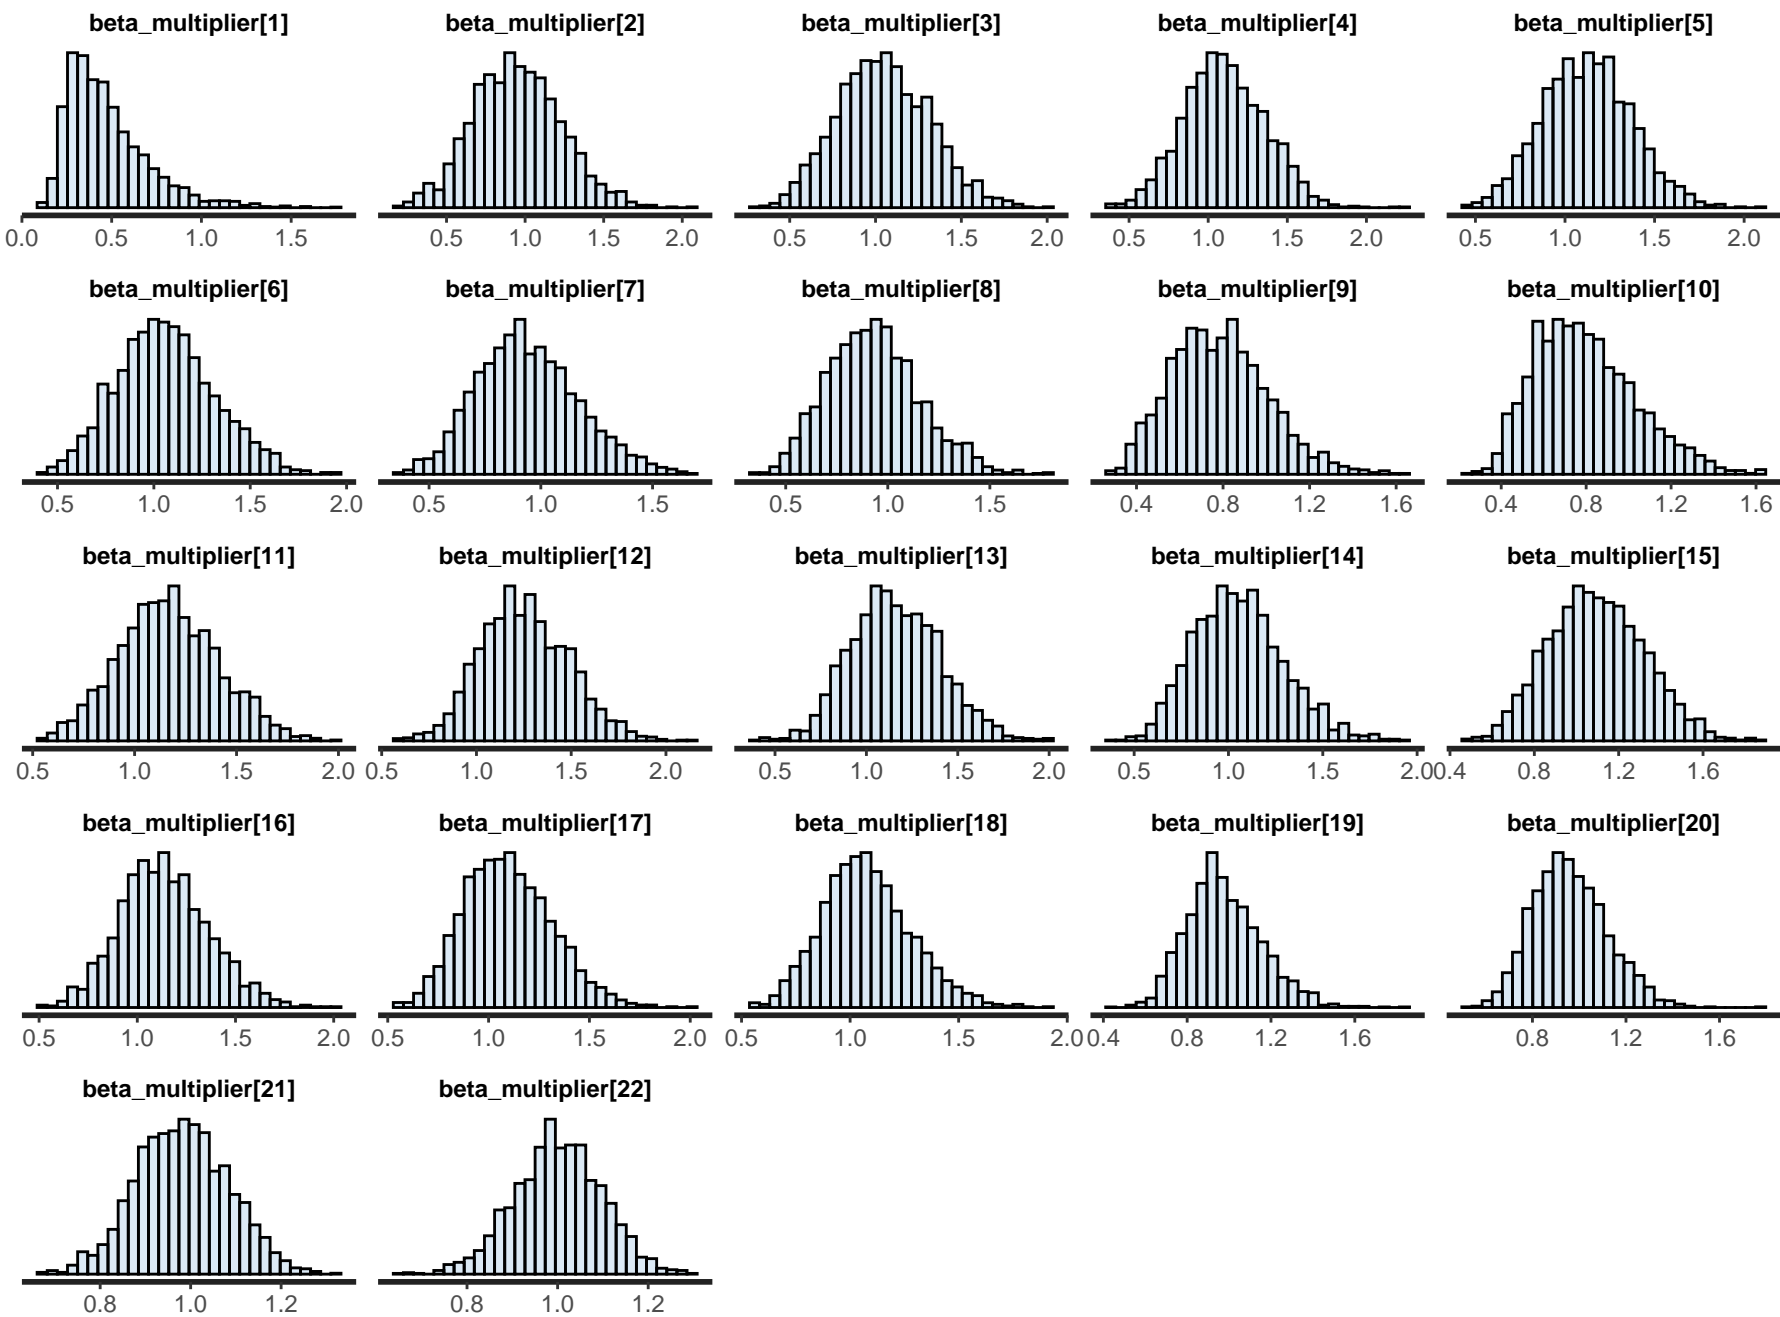 beta_multiplier[1] beta_multiplier[2] beta_multiplier[3] beta_multiplier[4] beta_multiplier[5]
0.0 0.5 1.0 1.5 0.5 1.0 1.5 2.0 0.5 1.0 1.5 2.0 0.5 1.0 1.5 2.0 0.5 1.0 1.5 2.0
beta_multiplier[6] beta_multiplier[7] beta_multiplier[8] beta_multiplier[9] beta_multiplier[10]
0.5 1.0 1.5 2.0 0.5 1.0 1.5 0.5 1.0 1.5 0.4 0.8 1.2 1.6 0.4 0.8 1.2 1.6
beta_multiplier[11] beta_multiplier[12] beta_multiplier[13] beta_multiplier[14] beta_multiplier[15]
0.5 1.0 1.5 2.0 0.5 1.0 1.5 2.0 0.5 1.0 1.5 2.0 0.5 1.0 1.5 2.0 0.4 0.8 1.2 1.6
beta_multiplier[16] beta_multiplier[17] beta_multiplier[18] beta_multiplier[19] beta_multiplier[20]
0.5 1.0 1.5 2.0 0.5 1.0 1.5 2.0 0.5 1.0 1.5 2.0 0.4 0.8 1.2 1.6 0.8 1.2 1.6
beta_multiplier[21] beta_multiplier[22]
0.8 1.0 1.2 0.8 1.0 1.2